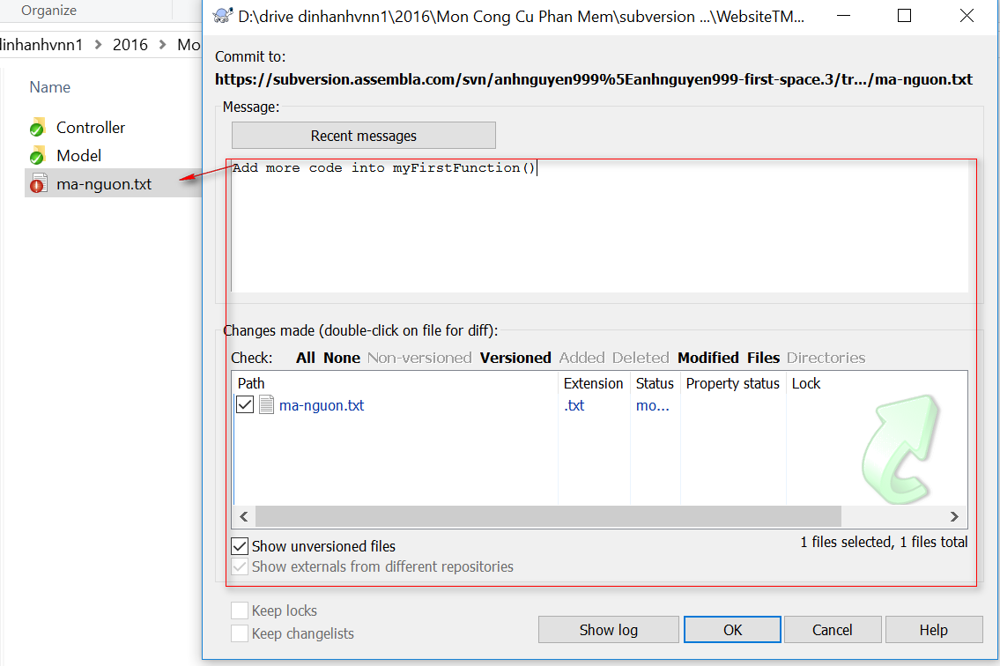 Organize
D:\drive dinhanhvnn1\2016\Mon Cong Cu Phan Mem\subversion ...\WebsiteTM...
linhanhvnn1 > 2016 > Mo
Name
Controller
Model
ma-nguon.txt
Commit to:
https://subversion.assembla.com/svn/anhnguyen999%5Eanhnguyen999-first-space.3/tr.../ma-nguon.txt
Message:
Recent messages
Add more code into myFirstFunction()
Changes made (double-click on file for diff):
Check: All None Non-versioned Versioned Added Deleted Modified Files Directories
Path Extension Status Property status Lock
ma-nguon.txt .txt mo...
Show unversioned files
1 files selected, 1 files total
Show externals from different repositories
Keep locks
Keep changelists
Show log OK Cancel Help